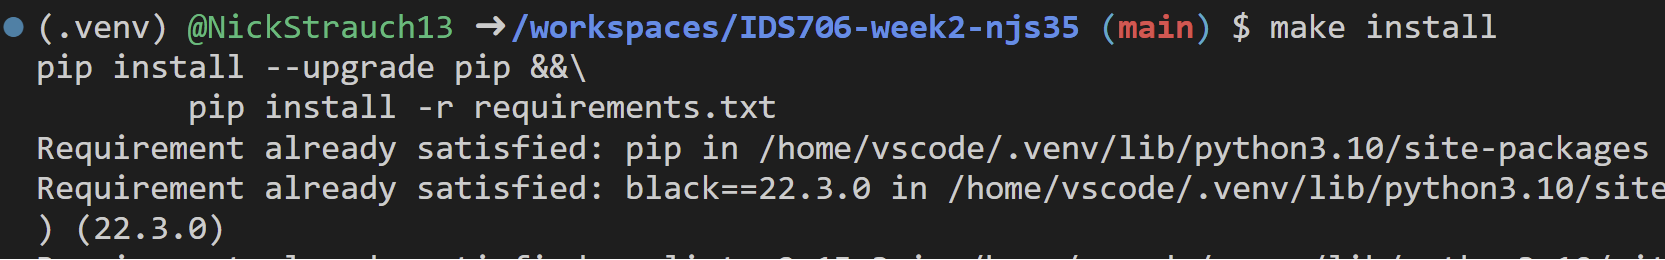 (.venv) @NickStrauch13 ➜/workspaces/IDS706-week2-njs35 (main) $ make install
pip install --upgrade pip &&\
        pip install -r requirements.txt
Requirement already satisfied: pip in /home/vscode/.venv/lib/python3.10/site-packages
Requirement already satisfied: black==22.3.0 in /home/vscode/.venv/lib/python3.10/site
) (22.3.0)